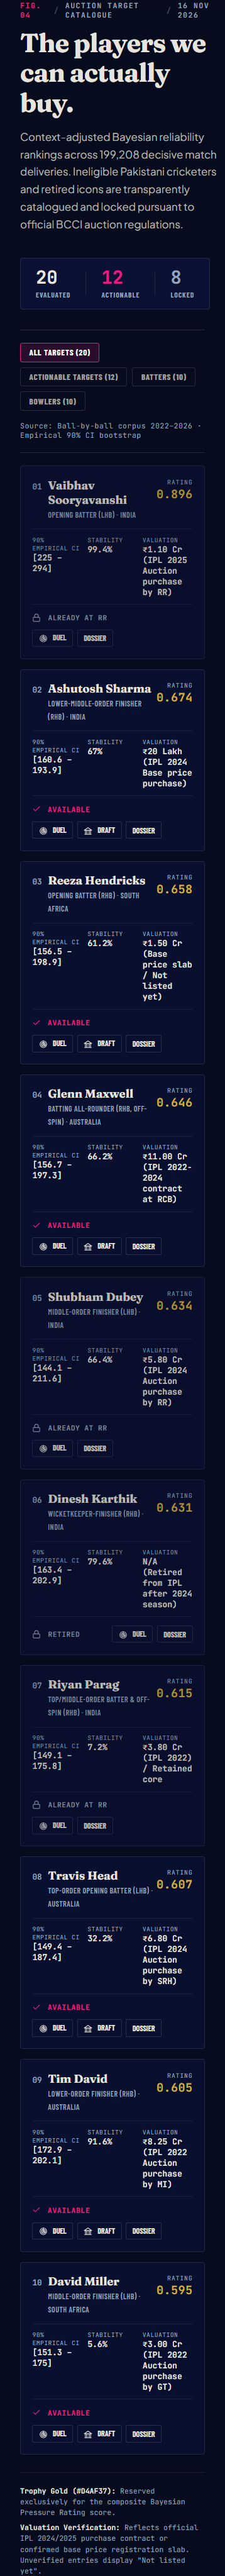 FIG. 04 / AUCTION TARGET CATALOGUE / 16 NOV 2026
The players we
can actually
buy.
Context-adjusted Bayesian reliability
rankings across 199,208 decisive match
deliveries. Ineligible Pakistani cricketers
and retired icons are transparently
catalogued and locked pursuant to
official BCCI auction regulations.
20 12 8
EVALUATED ACTIONABLE LOCKED
ALL TARGETS (20)
ACTIONABLE TARGETS (12) BATTERS (10)
BOWLERS (10)
Source: Ball-by-ball corpus 2022–2026 ·
Empirical 90% CI bootstrap
01 Vaibhav Sooryavanshi
OPENING BATTER (LHB) · INDIA
RATING
0.896
90% EMPIRICAL CI
[225 – 294]
STABILITY
99.4%
VALUATION
₹1.10 Cr (IPL 2025 Auction purchase by RR)
ALREADY AT RR
DUEL DOSSIER
02 Ashutosh Sharma
LOWER-MIDDLE-ORDER FINISHER (RHB) · INDIA
RATING
0.674
90% EMPIRICAL CI
[160.6 – 193.9]
STABILITY
67%
VALUATION
₹20 Lakh (IPL 2024 Base price purchase)
AVAILABLE
DUEL DRAFT DOSSIER
03 Reeza Hendricks
OPENING BATTER (RHB) · SOUTH AFRICA
RATING
0.658
90% EMPIRICAL CI
[156.5 – 198.9]
STABILITY
61.2%
VALUATION
₹1.50 Cr (Base price slab / Not listed yet)
AVAILABLE
DUEL DRAFT DOSSIER
04 Glenn Maxwell
BATTING ALL-ROUNDER (RHB, OFF-SPIN) · AUSTRALIA
RATING
0.646
90% EMPIRICAL CI
[156.7 – 197.3]
STABILITY
66.2%
VALUATION
₹11.00 Cr (IPL 2022-2024 contract at RCB)
AVAILABLE
DUEL DRAFT DOSSIER
05 Shubham Dubey
MIDDLE-ORDER FINISHER (LHB) · INDIA
RATING
0.634
90% EMPIRICAL CI
[144.1 – 211.6]
STABILITY
66.4%
VALUATION
₹5.80 Cr (IPL 2024 Auction purchase by RR)
ALREADY AT RR
DUEL DOSSIER
06 Dinesh Karthik
WICKETKEEPER-FINISHER (RHB) · INDIA
RATING
0.631
90% EMPIRICAL CI
[163.4 – 202.9]
STABILITY
79.6%
VALUATION
N/A (Retired from IPL after 2024 season)
RETIRED
DUEL DOSSIER
07 Riyan Parag
TOP/MIDDLE-ORDER BATTER & OFF-SPIN (RHB) · INDIA
RATING
0.615
90% EMPIRICAL CI
[149.1 – 175.8]
STABILITY
7.2%
VALUATION
₹3.80 Cr (IPL 2022) / Retained core
ALREADY AT RR
DUEL DOSSIER
08 Travis Head
TOP-ORDER OPENING BATTER (LHB) · AUSTRALIA
RATING
0.607
90% EMPIRICAL CI
[149.4 – 187.4]
STABILITY
32.2%
VALUATION
₹6.80 Cr (IPL 2024 Auction purchase by SRH)
AVAILABLE
DUEL DRAFT DOSSIER
09 Tim David
LOWER-ORDER FINISHER (RHB) · AUSTRALIA
RATING
0.605
90% EMPIRICAL CI
[172.9 – 202.1]
STABILITY
91.6%
VALUATION
₹8.25 Cr (IPL 2022 Auction purchase by MI)
AVAILABLE
DUEL DRAFT DOSSIER
10 David Miller
MIDDLE-ORDER FINISHER (LHB) · SOUTH AFRICA
RATING
0.595
90% EMPIRICAL CI
[151.3 – 175]
STABILITY
5.6%
VALUATION
₹3.00 Cr (IPL 2022 Auction purchase by GT)
AVAILABLE
DUEL DRAFT DOSSIER
Trophy Gold (#D4AF37): Reserved
exclusively for the composite Bayesian
Pressure Rating score.
Valuation Verification: Reflects official
IPL 2024/2025 purchase contract or
confirmed base price registration slab.
Unverified entries display "Not listed
yet".